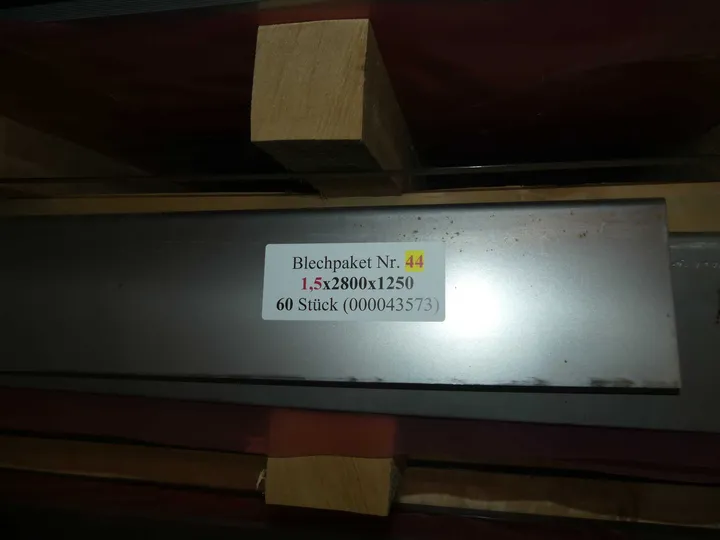 Blechpaket Nr. 44
1,5x2800x1250
60 Stück (000043573)